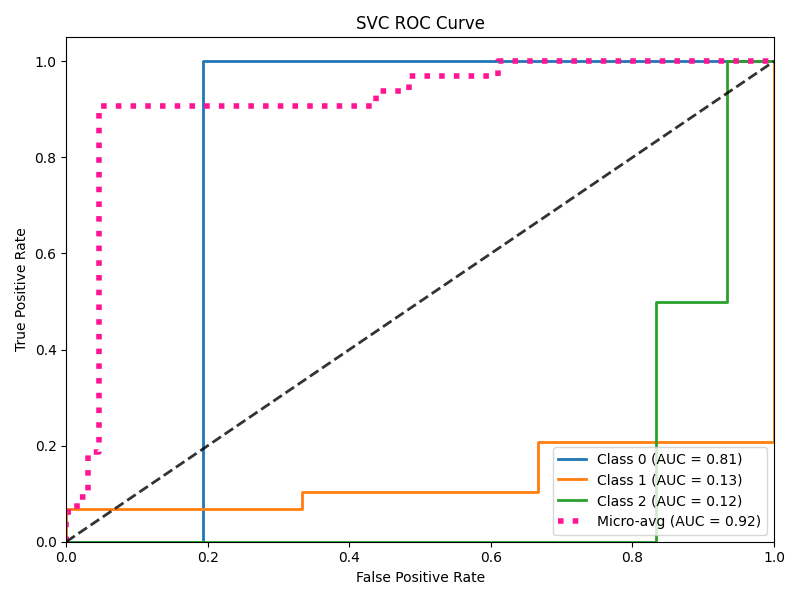 SVC ROC Curve
True Positive Rate
1.0
0.8
0.6
0.4
0.2
0.0
0.0 0.2 0.4 0.6 0.8 1.0
False Positive Rate
Class 0 (AUC = 0.81)
Class 1 (AUC = 0.13)
Class 2 (AUC = 0.12)
Micro-avg (AUC = 0.92)